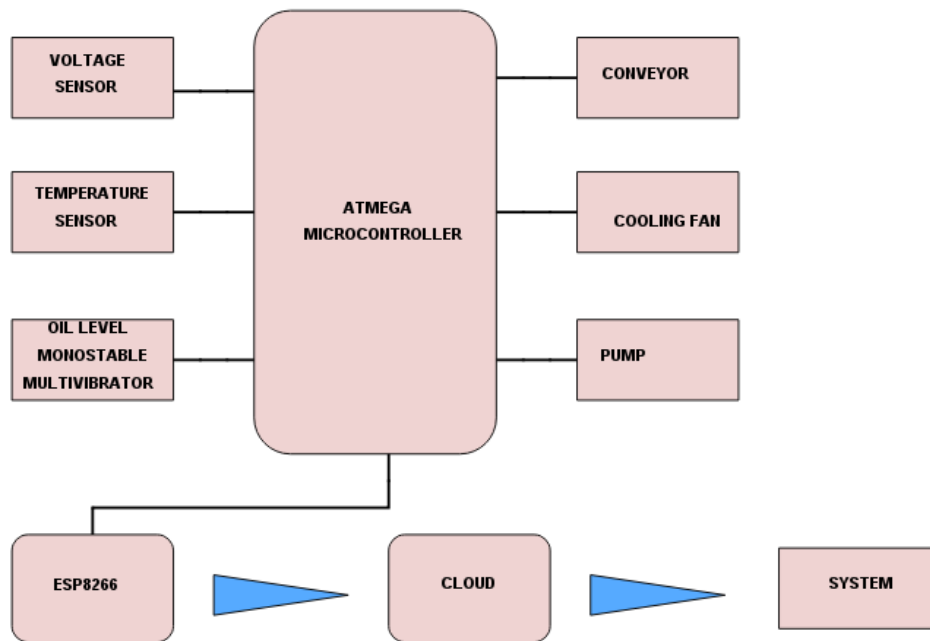 VOLTAGE
SENSOR
CONVEYOR
TEMPERATURE
SENSOR
ATMEGA
MICROCONTROLLER
COOLING FAN
OIL LEVEL
MONOSTABLE
MULTIVIBRATOR
PUMP
ESP8266
CLOUD
SYSTEM